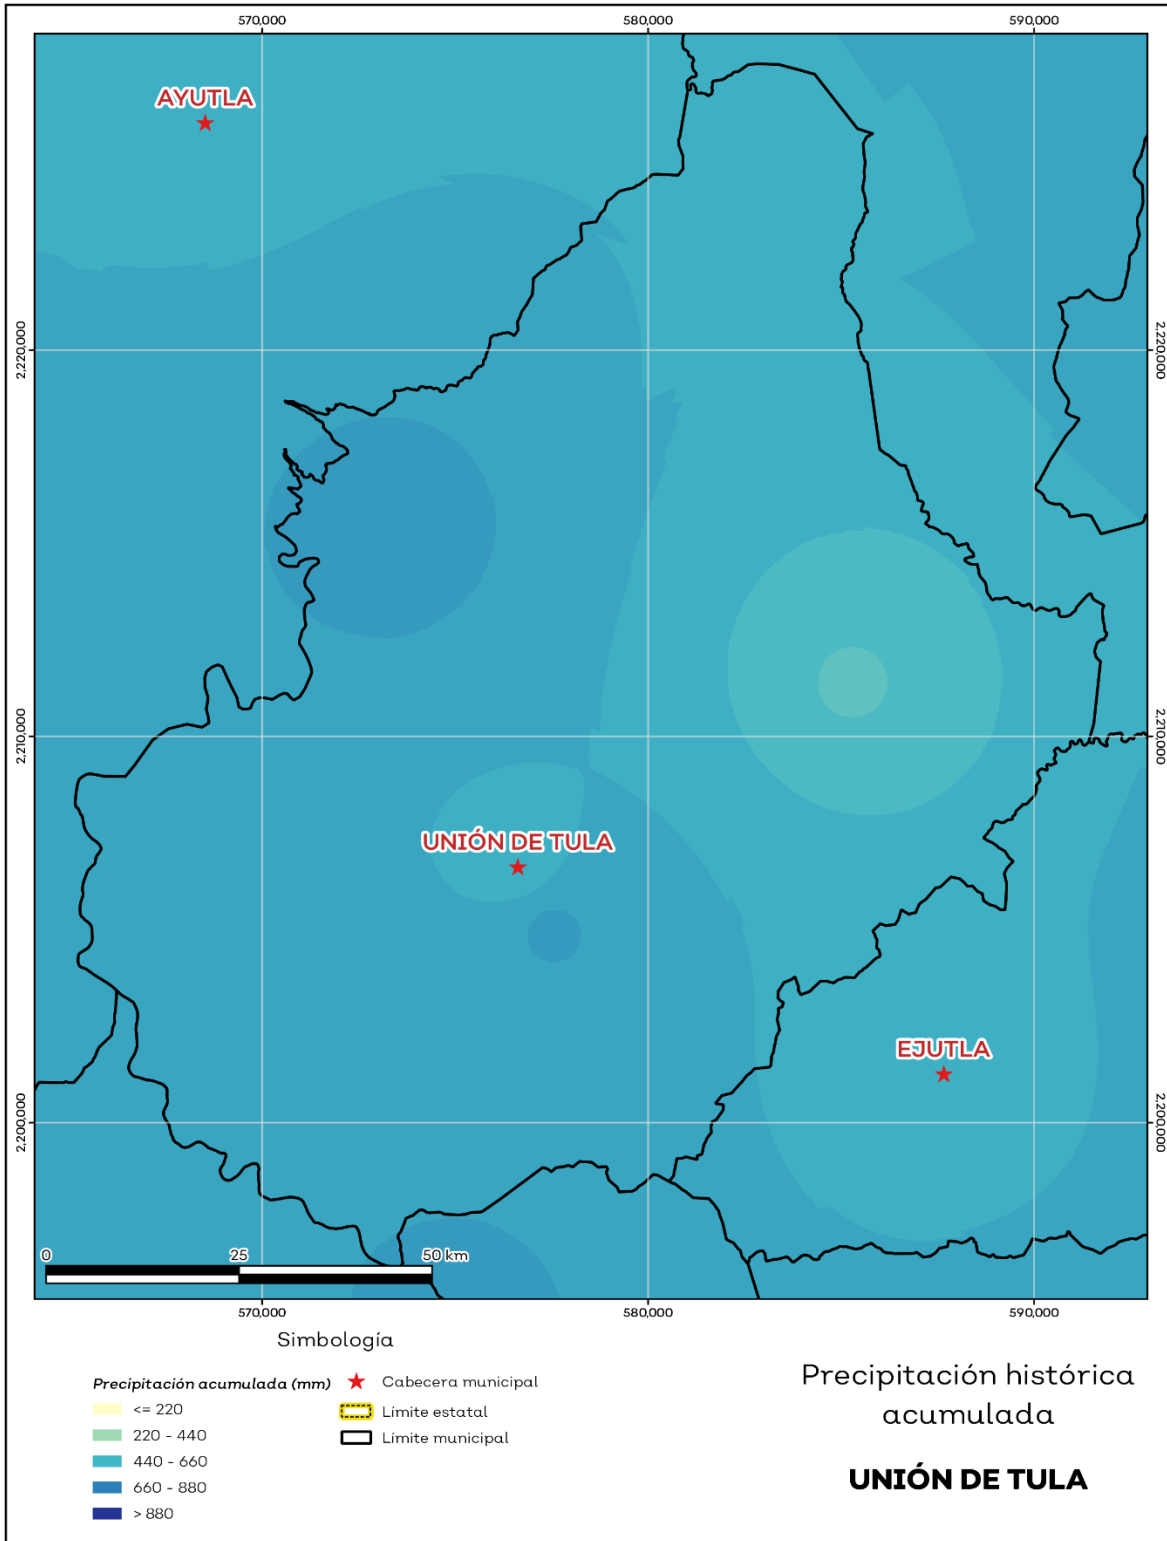 570,000 580,000 590,000
AYUTLA
2,220,000 2,220,000
2,210,000 2,210,000
UNIÓN DE TULA
EJUTLA
2,200,000 2,200,000
0 25 50 km
570,000 580,000 590,000
Simbología
Precipitación acumulada (mm)
<= 220
220 - 440
440 - 660
660 - 880
> 880
Cabecera municipal
Límite estatal
Límite municipal
Precipitación histórica
acumulada
UNIÓN DE TULA